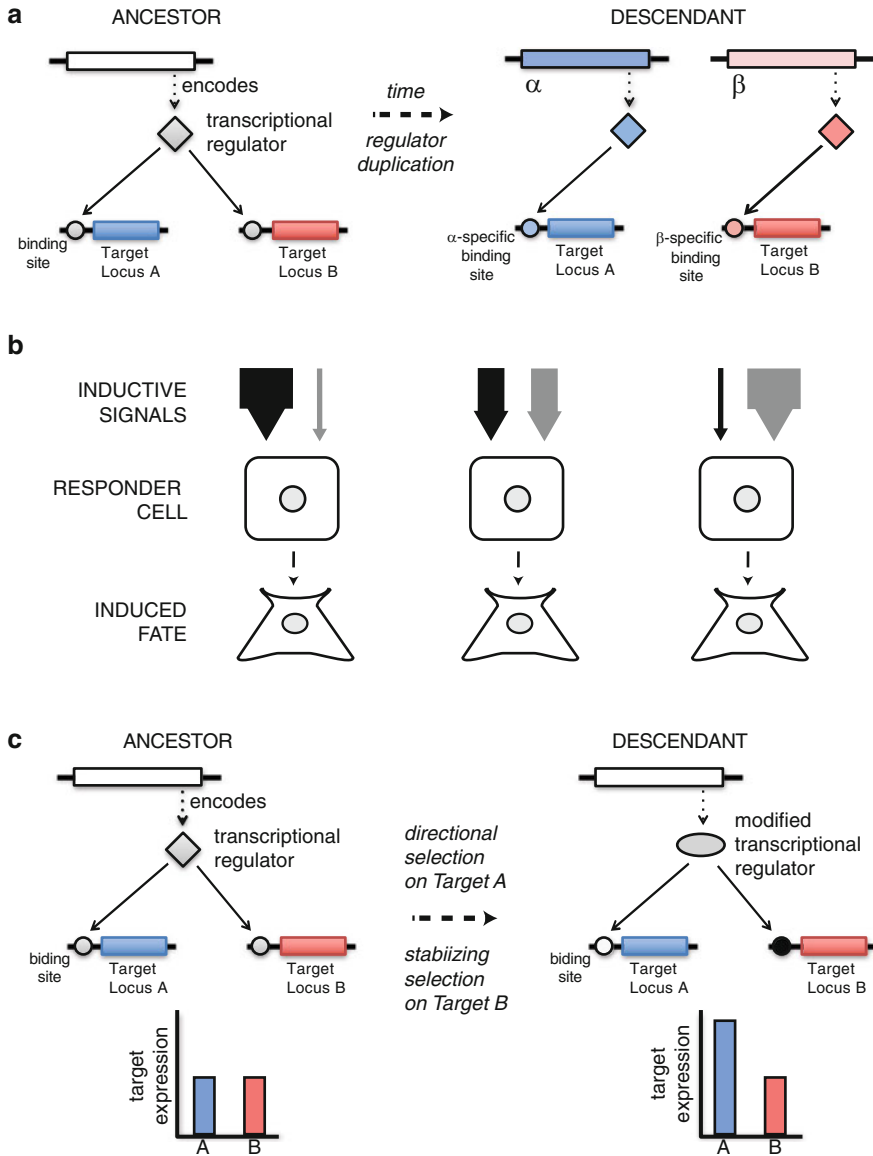 a
ANCESTOR
DESCENDANT
encodes
transcriptional
regulator
binding
site
Target
Locus A
Target
Locus B
time
regulator
duplication
α
β
α-specific
binding
site
Target
Locus A
β-specific
binding
site
Target
Locus B
b
INDUCTIVE
SIGNALS
RESPONDER
CELL
INDUCED
FATE
c
ANCESTOR
DESCENDANT
encodes
transcriptional
regulator
biding
site
Target
Locus A
Target
Locus B
directional
selection
on Target A
stabiizing
selection
on Target B
modified
transcriptional
regulator
biding
site
Target
Locus A
Target
Locus B
target
expression
A
B
target
expression
A
B